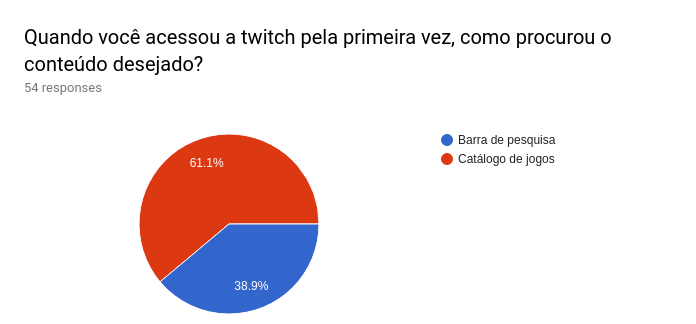 Quando você acessou a twitch pela primeira vez, como procurou o
conteúdo desejado?
54 responses
Barra de pesquisa
Catálogo de jogos
61.1%
38.9%